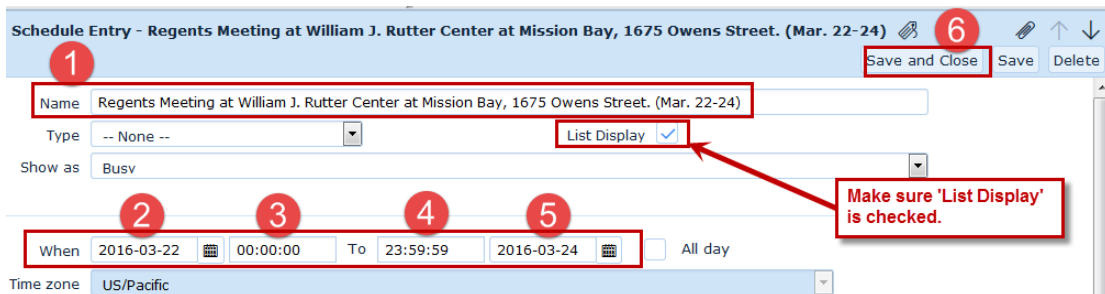 Schedule Entry - Regents Meeting at William J. Rutter Center at Mission Bay, 1675 Owens Street. (Mar. 22-24)
6
Save and Close Save Delete
1
Name Regents Meeting at William J. Rutter Center at Mission Bay, 1675 Owens Street. (Mar. 22-24)
Type -- None -- List Display
Show as Busy
Make sure 'List Display'
is checked.
2 3 4 5
When 2016-03-22 00:00:00 To 23:59:59 2016-03-24 All day
Time zone US/Pacific